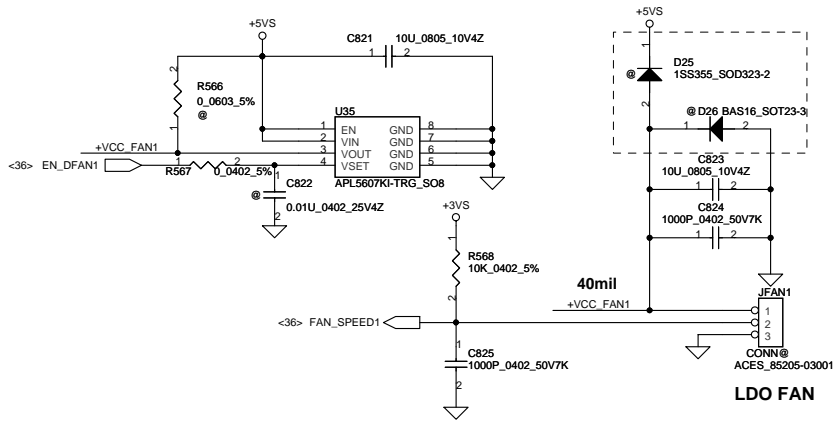 +5VS
C821
10U_0805_10V4Z
1 2
2
R566
0_0603_5%
@
1
U35
1 EN GND 8
2 VIN GND 7
3 VOUT GND 6
4 VSET GND 5
APL5607KI-TRG_SO8
+VCC_FAN1
<36> EN_DFAN1
1 2
R567
0_0402_5%
1
C822
@
0.01U_0402_25V4Z
2
+3VS
1
R568
10K_0402_5%
2
<36> FAN_SPEED1
1
C825
1000P_0402_50V7K
2
+5VS
1
D25
@ 1SS355_SOD323-2
2
@D26 BAS16_SOT23-3
1 2
C823
10U_0805_10V4Z
1 2
C824
1000P_0402_50V7K
1 2
40mil
+VCC_FAN1
JFAN1
1
2
3
CONN@
ACES_85205-03001
LDO FAN